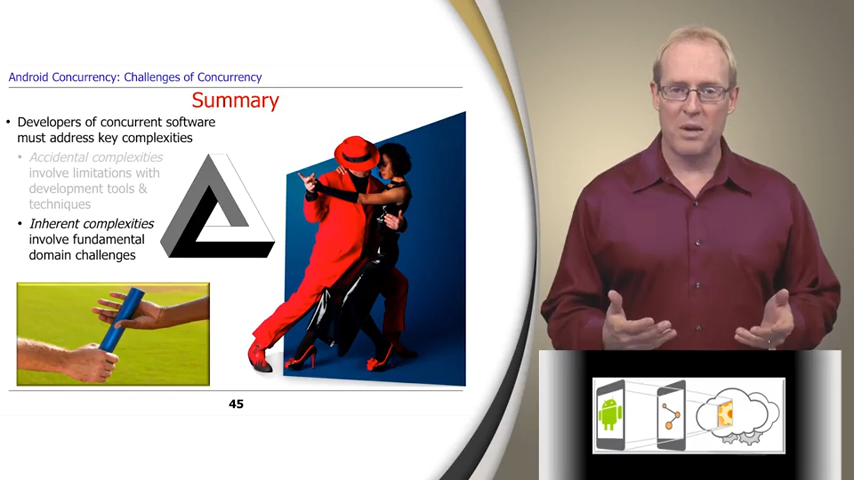 Android Concurrency: Challenges of Concurrency
Summary
• Developers of concurrent software
must address key complexities
• Accidental complexities
involve limitations with
development tools &
techniques
• Inherent complexities
involve fundamental
domain challenges
45